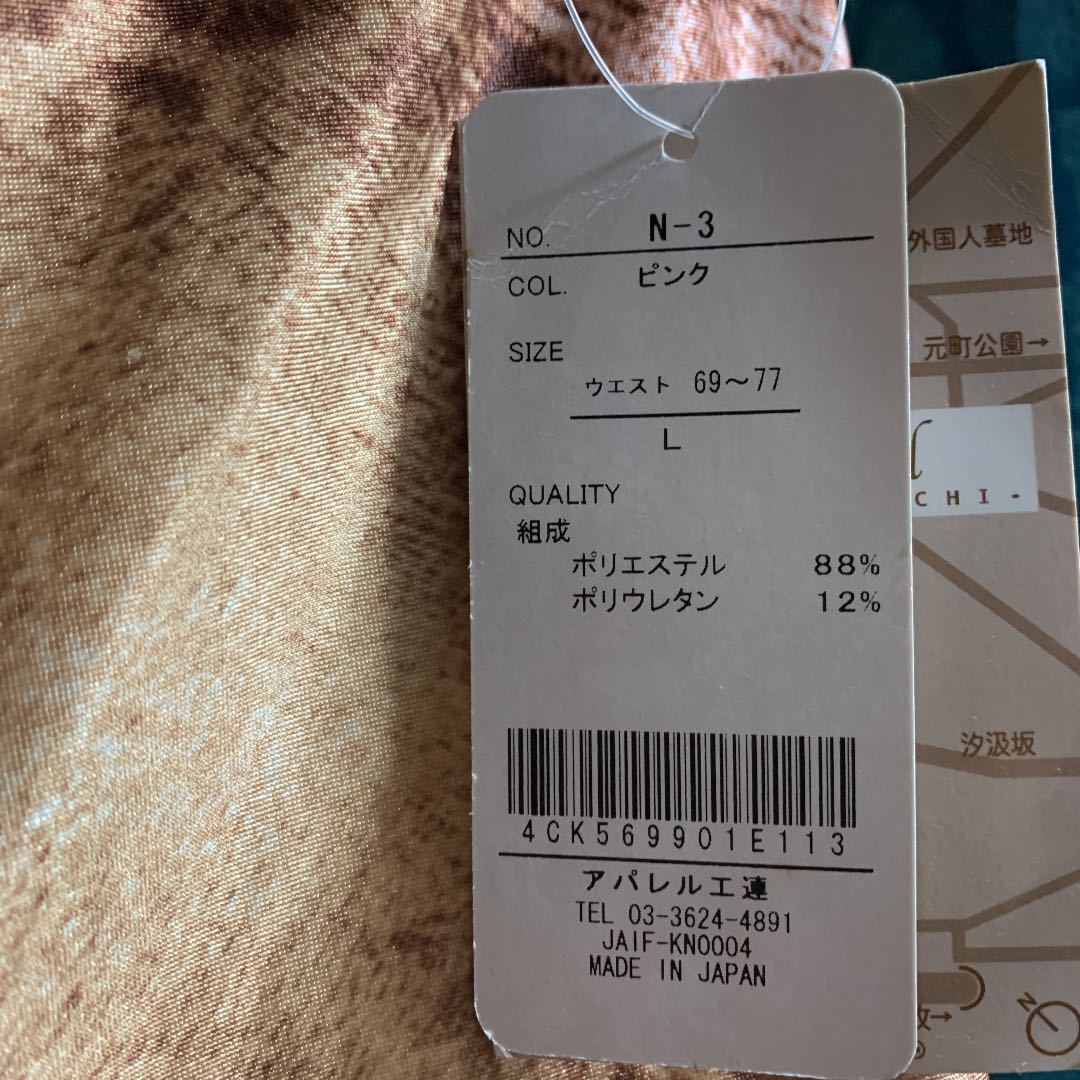 NO. N-3
COL. ピンク
SIZE
ウエスト 69～77
L
QUALITY
組成
ポリエステル 88%
ポリウレタン 12%
4CK569901E113
アパレル工連
TEL 03-3624-4891
JAIF-KN0004
MADE IN JAPAN
外国人墓地
元町公園→
CHI-
汐汲坂
N